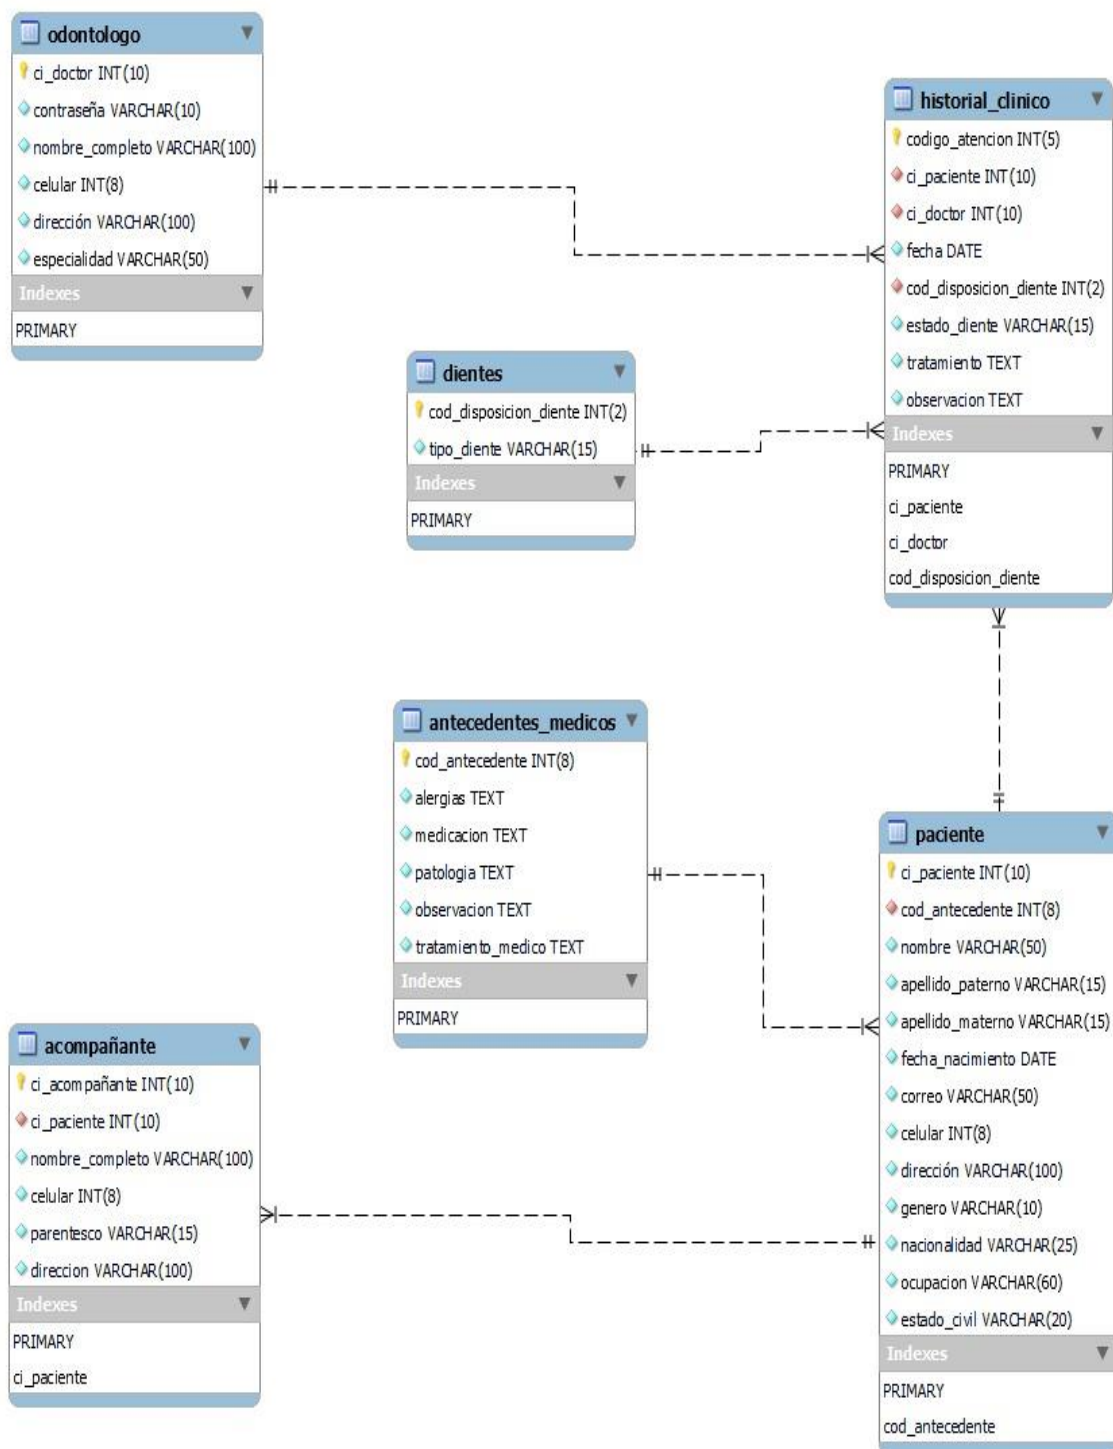 odontologo
ci_doctor INT(10)
contraseña VARCHAR(10)
nombre_completo VARCHAR(100)
celular INT(8)
dirección VARCHAR(100)
especialidad VARCHAR(50)
Indexes
PRIMARY
historial_clinico
codigo_atencion INT(5)
ci_paciente INT(10)
ci_doctor INT(10)
fecha DATE
cod_disposicion_diente INT(2)
estado_diente VARCHAR(15)
tratamiento TEXT
observacion TEXT
Indexes
PRIMARY
ci_paciente
ci_doctor
cod_disposicion_diente
dientes
cod_disposicion_diente INT(2)
tipo_diente VARCHAR(15)
Indexes
PRIMARY
antecedentes_medicos
cod_antecedente INT(8)
alergias TEXT
medicacion TEXT
patologia TEXT
observacion TEXT
tratamiento_medico TEXT
Indexes
PRIMARY
paciente
ci_paciente INT(10)
cod_antecedente INT(8)
nombre VARCHAR(50)
apellido_paterno VARCHAR(15)
apellido_materno VARCHAR(15)
fecha_nacimiento DATE
correo VARCHAR(50)
celular INT(8)
dirección VARCHAR(100)
genero VARCHAR(10)
nacionalidad VARCHAR(25)
ocupacion VARCHAR(60)
estado_civil VARCHAR(20)
Indexes
PRIMARY
cod_antecedente
acompañante
ci_acompañante INT(10)
ci_paciente INT(10)
nombre_completo VARCHAR(100)
celular INT(8)
parentesco VARCHAR(15)
direccion VARCHAR(100)
Indexes
PRIMARY
ci_paciente